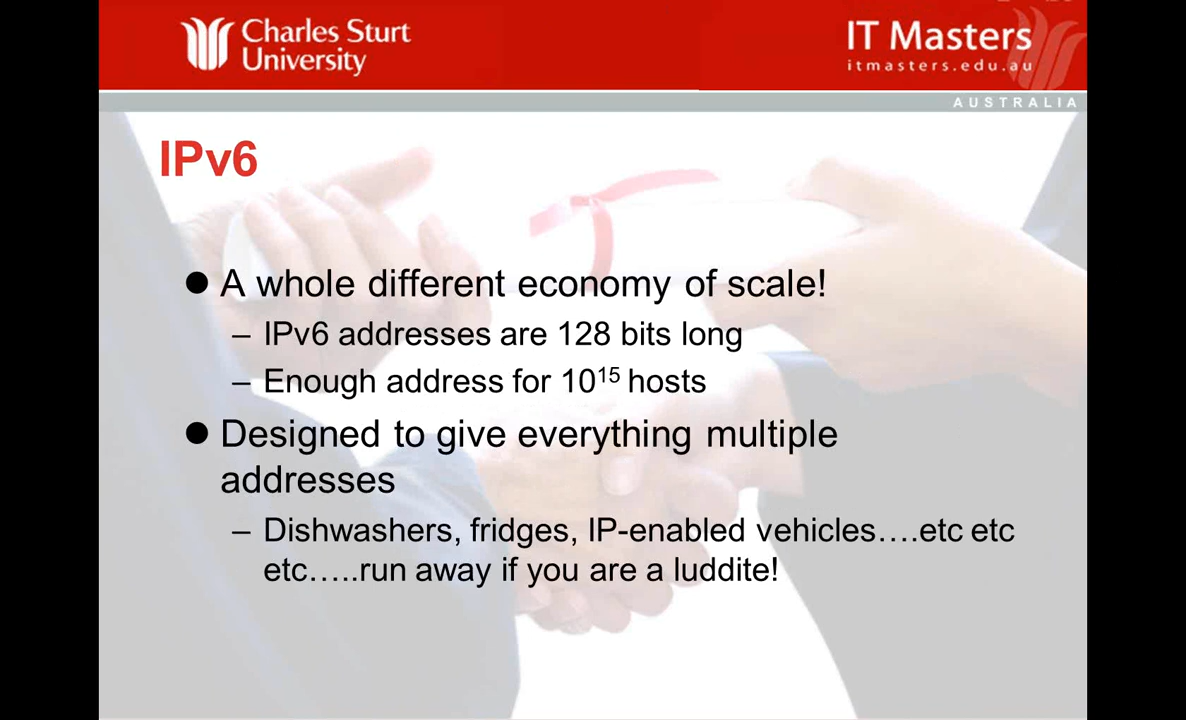 Charles Sturt
University
IT Masters
itmasters.edu.au
AUSTRALIA
IPv6
● A whole different economy of scale!
– IPv6 addresses are 128 bits long
– Enough address for 10¹⁵ hosts
● Designed to give everything multiple
addresses
– Dishwashers, fridges, IP-enabled vehicles….etc etc
etc…..run away if you are a luddite!